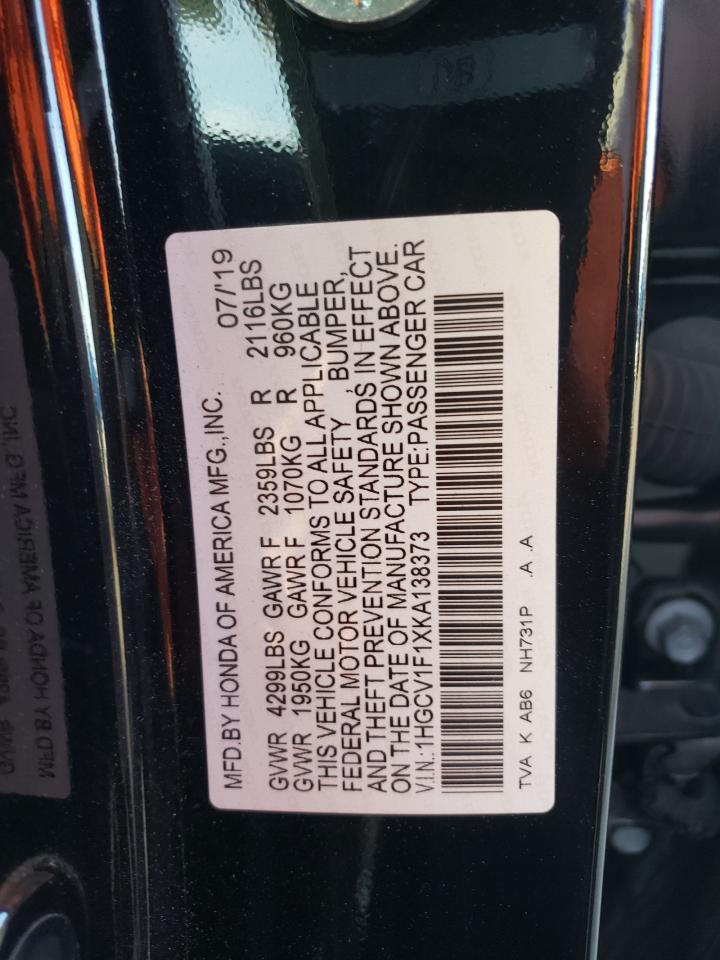 MFD.BY HONDA OF AMERICA MFG.,INC. 07/'19
GVWR 4299LBS GAWR F 2359LBS R 2116LBS
GVWR 1950KG GAWR F 1070KG R 960KG
THIS VEHICLE CONFORMS TO ALL APPLICABLE
FEDERAL MOTOR VEHICLE SAFETY , BUMPER,
AND THEFT PREVENTION STANDARDS IN EFFECT
ON THE DATE OF MANUFACTURE SHOWN ABOVE.
V.I.N.:1HGCV1F1XKA138373 TYPE:PASSENGER CAR
TVA K AB6 NH731P .A .A